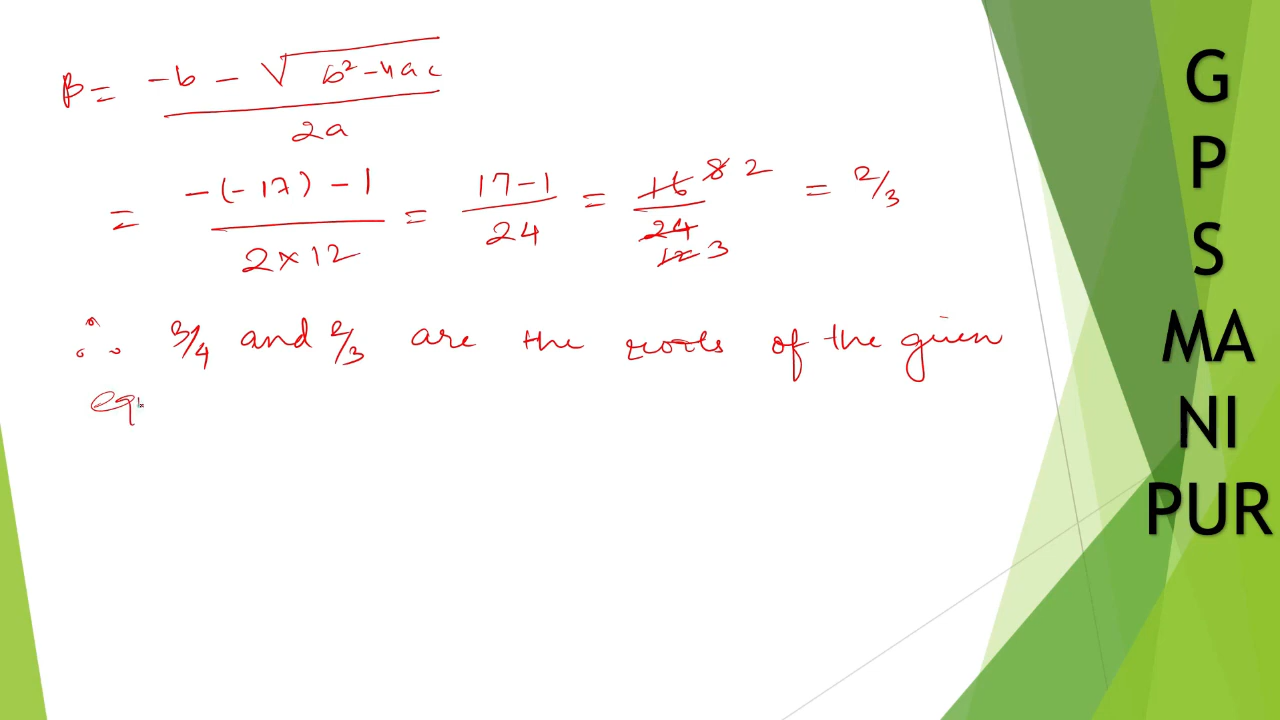 β = -b - √b²-4ac / 2a
= -(-17) - 1 / 2×12 = 17-1 / 24 = 16 8 2 / 24 12 3 = 2/3
∴ 3/4 and 2/3 are the roots of the given
eq
G
P
S
MA
NI
PUR